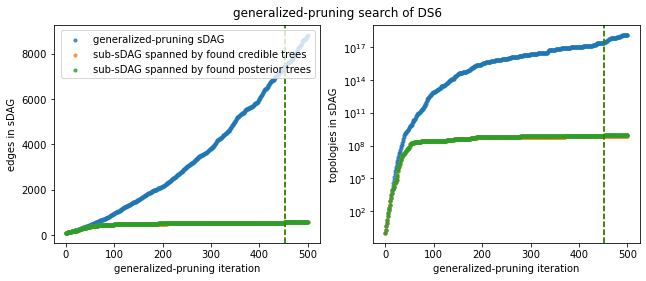 generalized-pruning search of DS6
generalized-pruning sDAG
sub-sDAG spanned by found credible trees
sub-sDAG spanned by found posterior trees
edges in sDAG
8000
6000
4000
2000
0
0 100 200 300 400 500
generalized-pruning iteration
topologies in sDAG
10^17
10^14
10^11
10^8
10^5
10^2
0 100 200 300 400 500
generalized-pruning iteration